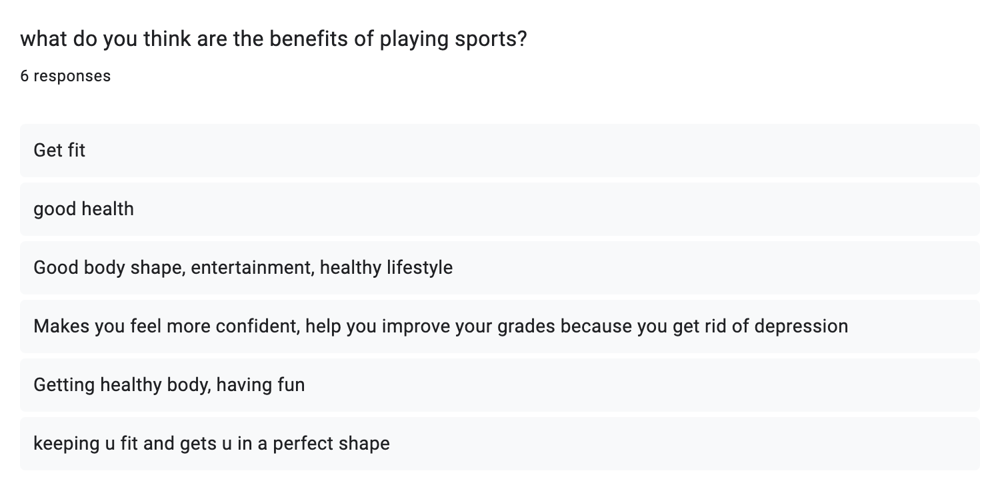 what do you think are the benefits of playing sports?
6 responses
Get fit
good health
Good body shape, entertainment, healthy lifestyle
Makes you feel more confident, help you improve your grades because you get rid of depression
Getting healthy body, having fun
keeping u fit and gets u in a perfect shape